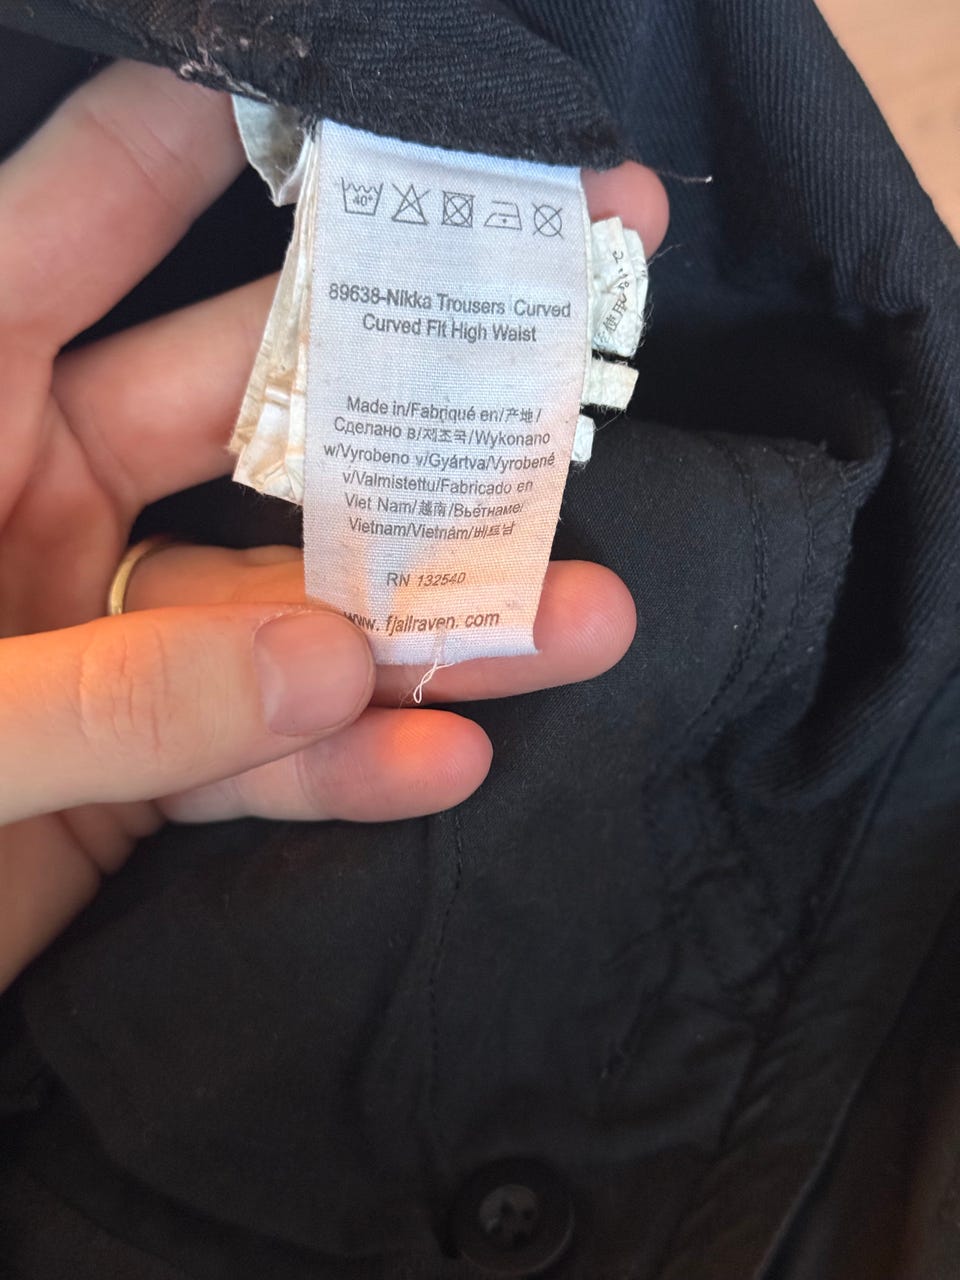 40°
89638-Nikka Trousers Curved
Curved Fit High Waist
Made in/Fabriqué en/产地/
Сделано в/제조국/Wykonano
w/Vyrobeno v/Gyártva/Vyrobené
v/Valmistettu/Fabricado en
Viet Nam/越南/Вьетнаме/
Vietnam/Vietnám/베트남
RN 132540
www.fjallraven.com